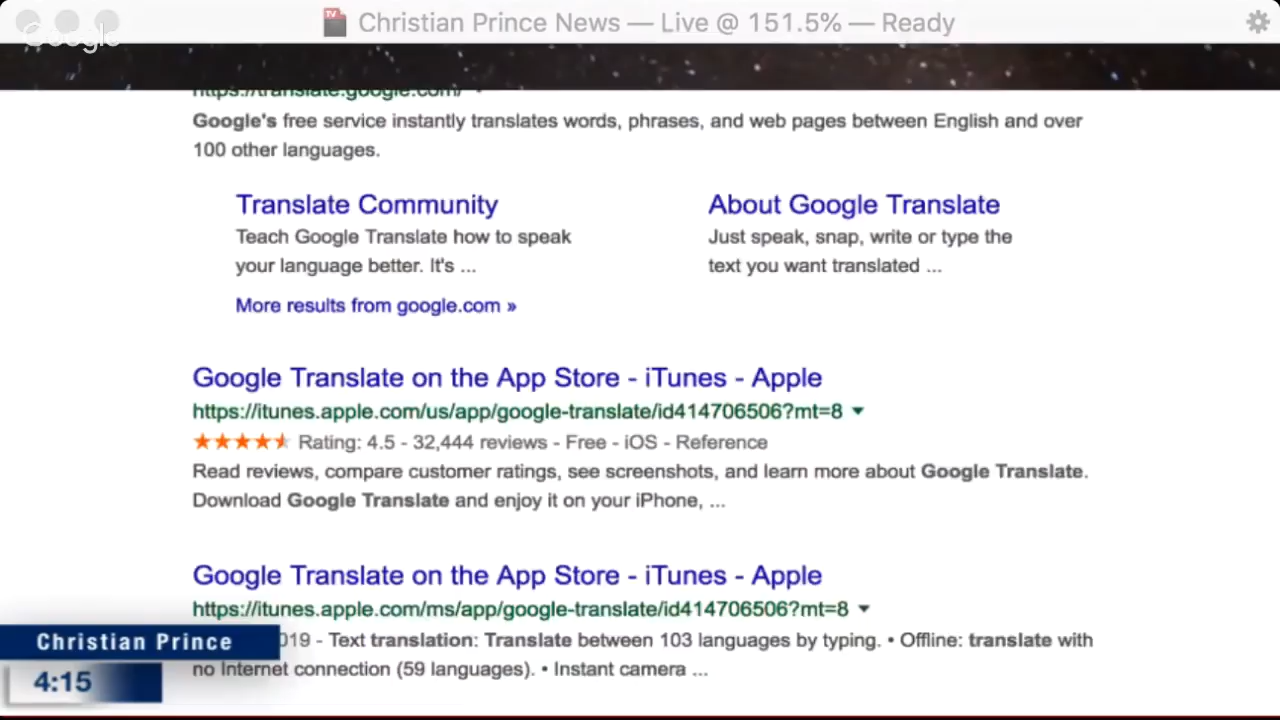 Christian Prince News — Live @ 151.5% — Ready
Google
https://translate.google.com/
Google's free service instantly translates words, phrases, and web pages between English and over
100 other languages.
Translate Community
Teach Google Translate how to speak
your language better. It's ...
More results from google.com »
About Google Translate
Just speak, snap, write or type the
text you want translated ...
Google Translate on the App Store - iTunes - Apple
https://itunes.apple.com/us/app/google-translate/id414706506?mt=8
Rating: 4.5 - 32,444 reviews - Free - iOS - Reference
Read reviews, compare customer ratings, see screenshots, and learn more about Google Translate.
Download Google Translate and enjoy it on your iPhone, ...
Google Translate on the App Store - iTunes - Apple
https://itunes.apple.com/ms/app/google-translate/id414706506?mt=8
019 - Text translation: Translate between 103 languages by typing. • Offline: translate with
no Internet connection (59 languages). • Instant camera ...
Christian Prince
4:15